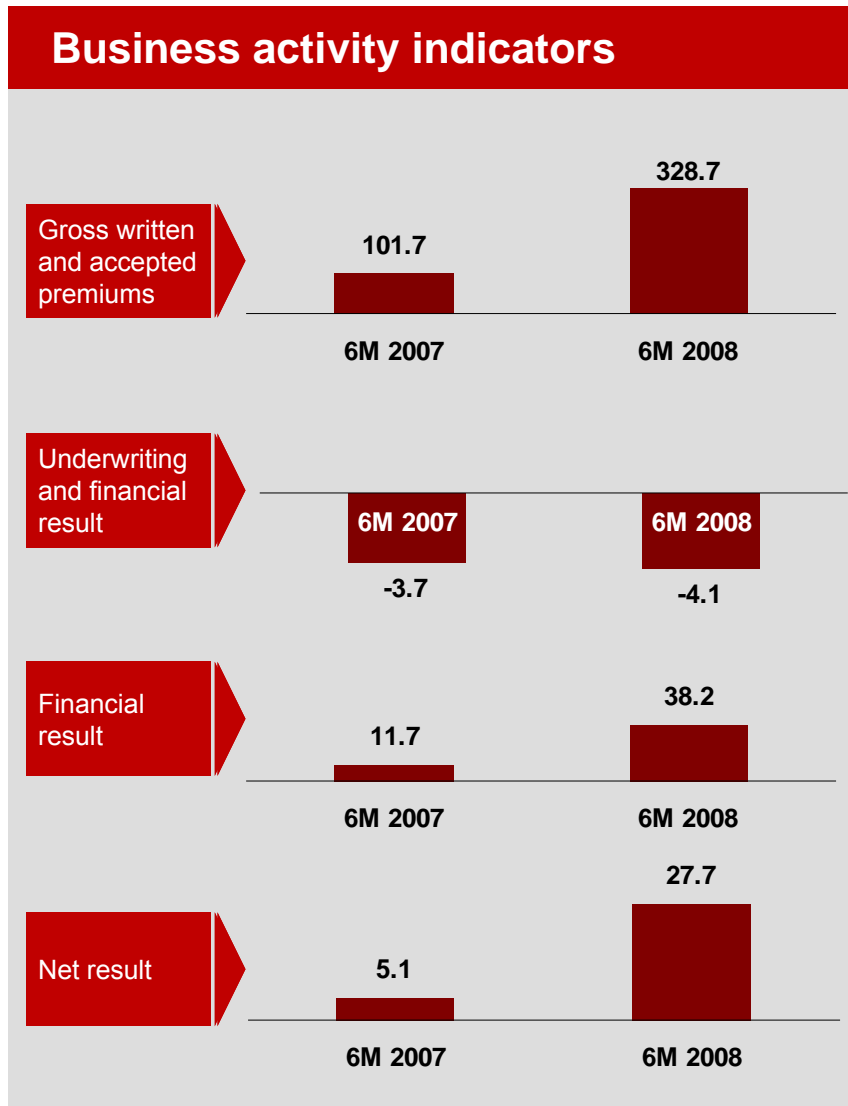 Business activity indicators
Gross written
and accepted
premiums
101.7
328.7
6M 2007
6M 2008
Underwriting
and financial
result
6M 2007
6M 2008
-3.7
-4.1
Financial
result
11.7
38.2
6M 2007
6M 2008
Net result
5.1
27.7
6M 2007
6M 2008